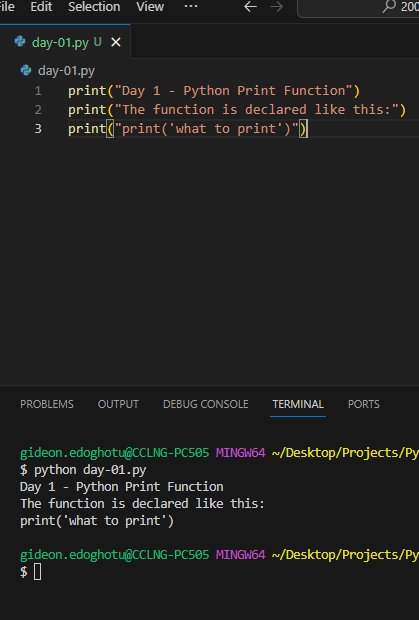 File Edit Selection View ··· ← → 200
day-01.py U ×
day-01.py
1 print("Day 1 - Python Print Function")
2 print("The function is declared like this:")
3 print("print('what to print')")
PROBLEMS OUTPUT DEBUG CONSOLE TERMINAL PORTS
gideon.edoghotu@CCLNG-PC505 MINGW64 ~/Desktop/Projects/Py
$ python day-01.py
Day 1 - Python Print Function
The function is declared like this:
print('what to print')
gideon.edoghotu@CCLNG-PC505 MINGW64 ~/Desktop/Projects/Py
$